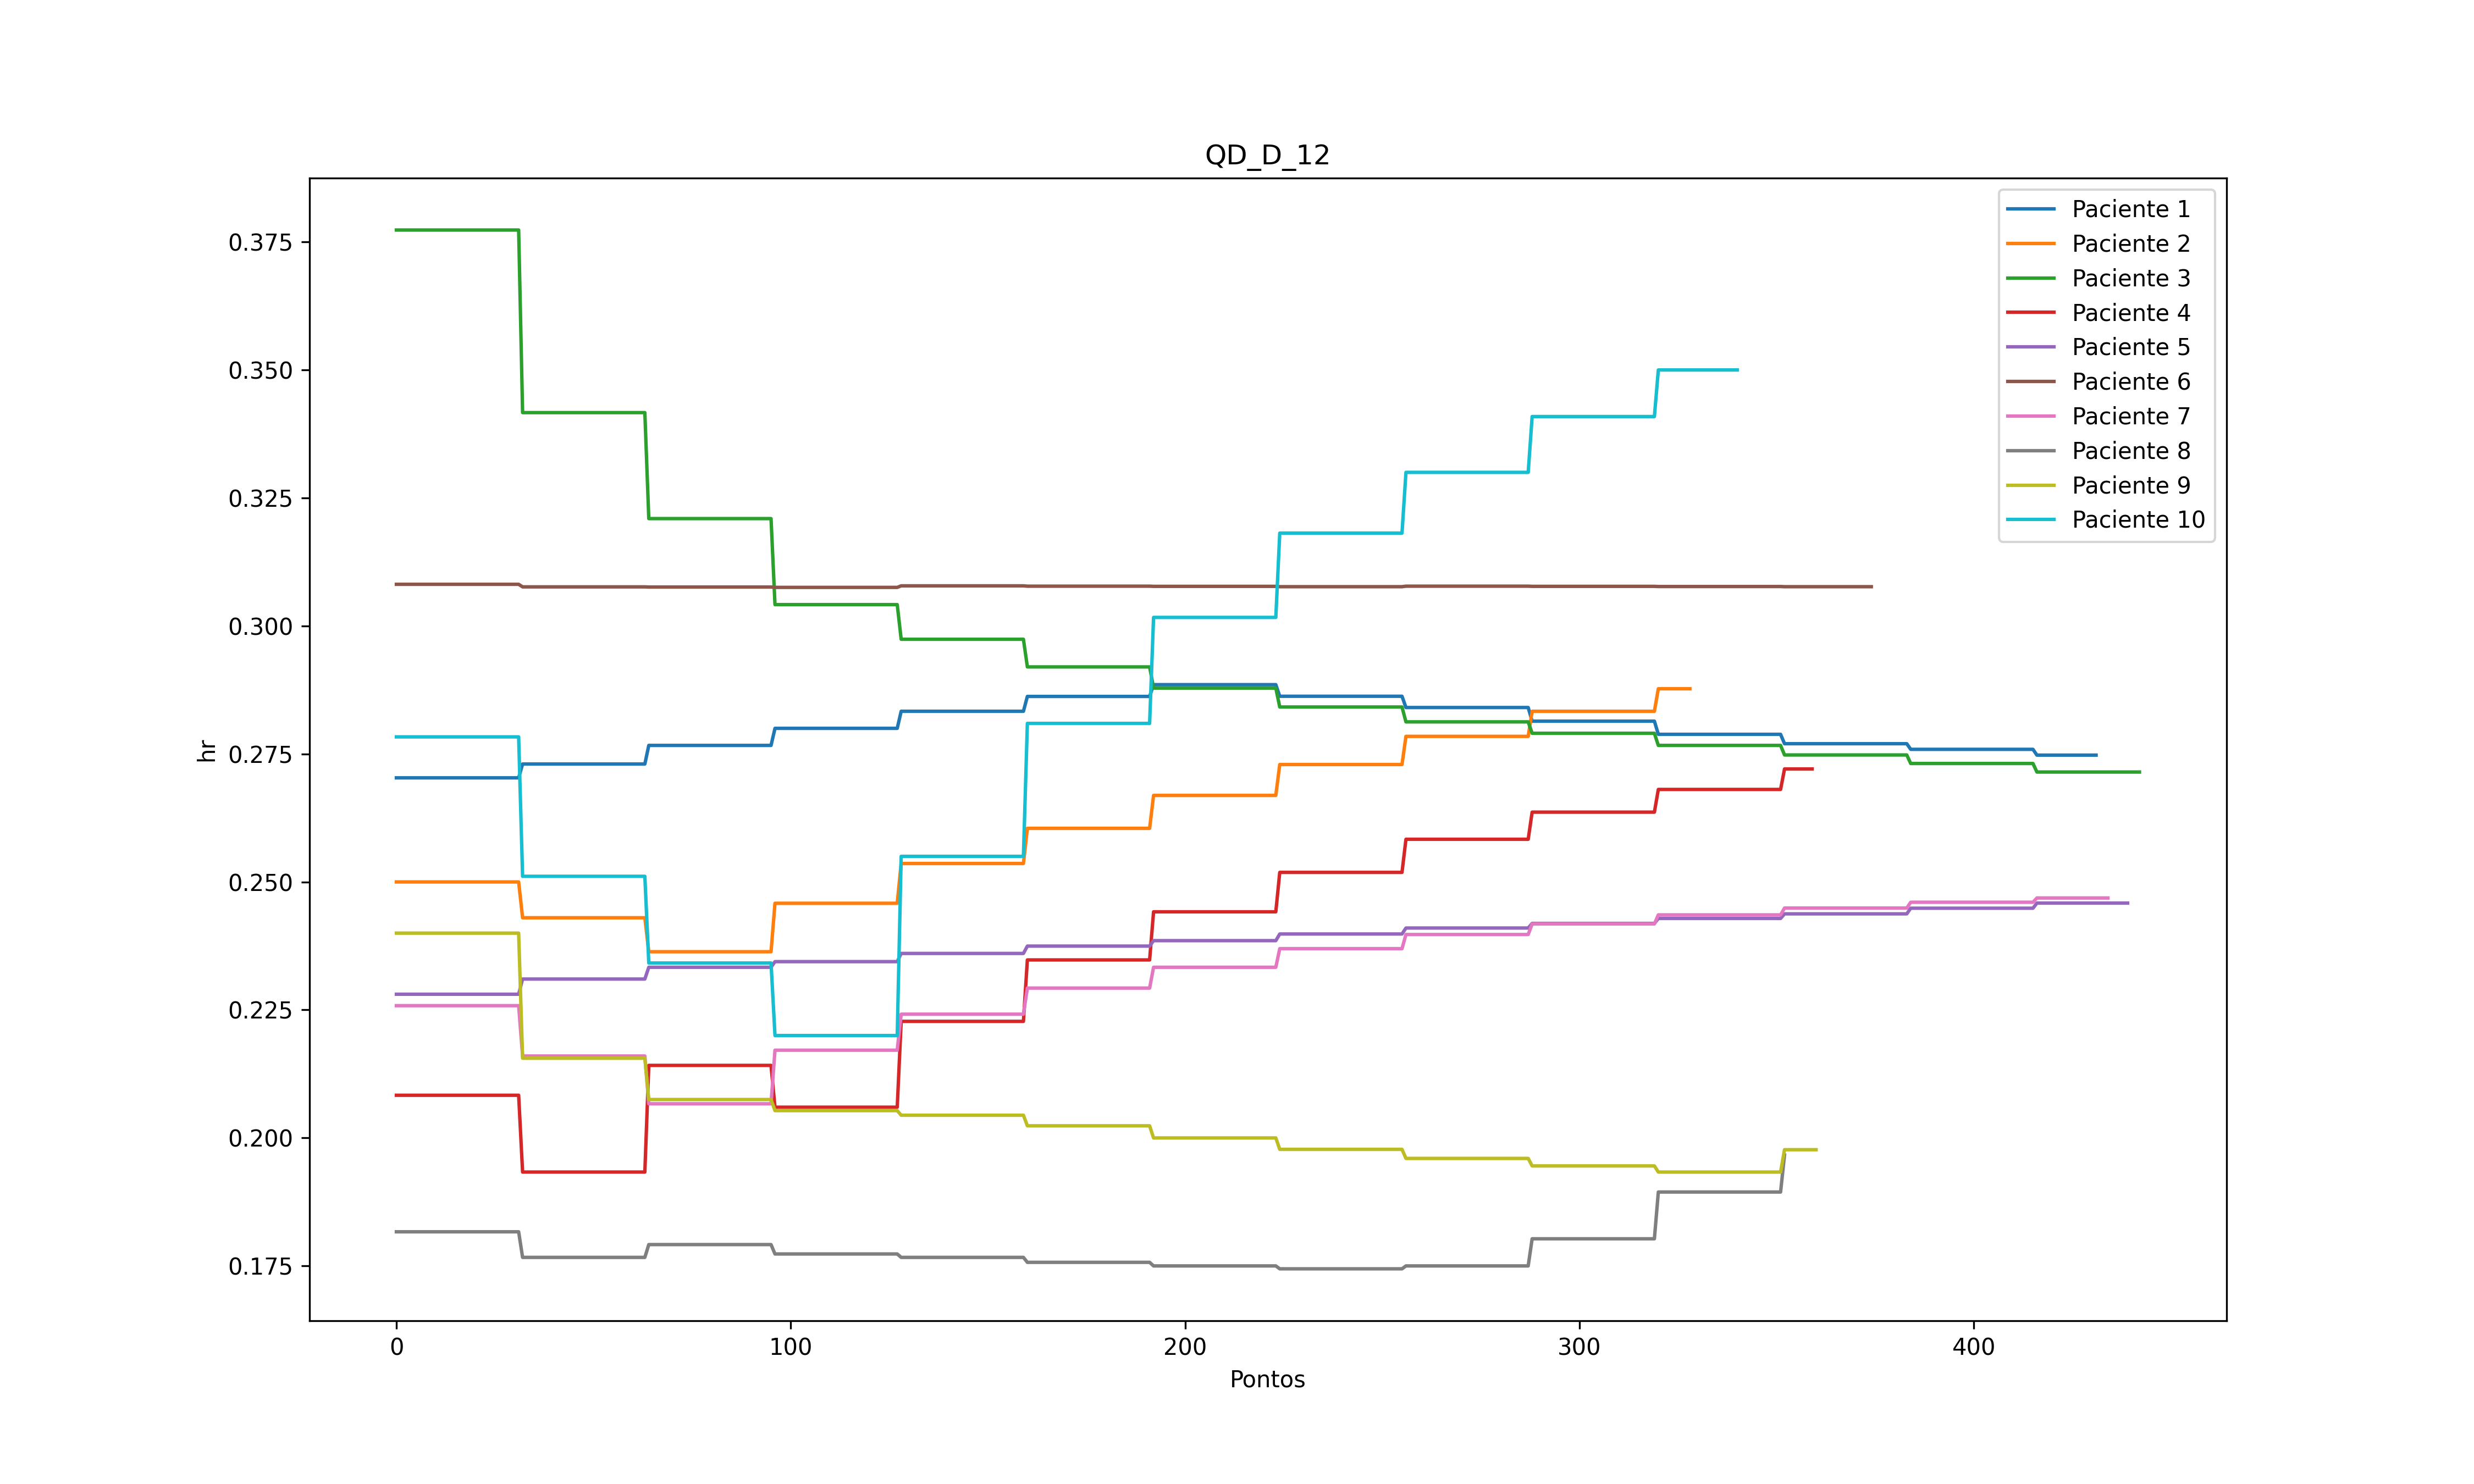 QD_D_12
0.375
0.350
0.325
0.300
0.275
0.250
0.225
0.200
0.175
hr
0
100
200
300
400
Pontos
Paciente 1
Paciente 2
Paciente 3
Paciente 4
Paciente 5
Paciente 6
Paciente 7
Paciente 8
Paciente 9
Paciente 10